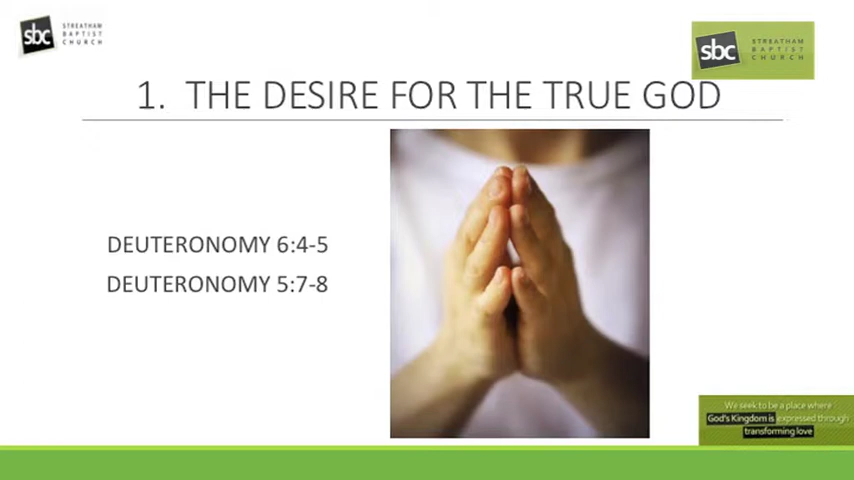 sbc
STREATHAM
BAPTIST
CHURCH
sbc
STREATHAM
BAPTIST
CHURCH
1. THE DESIRE FOR THE TRUE GOD
DEUTERONOMY 6:4-5
DEUTERONOMY 5:7-8
We seek to be a place where
God's Kingdom is expressed through
transforming love